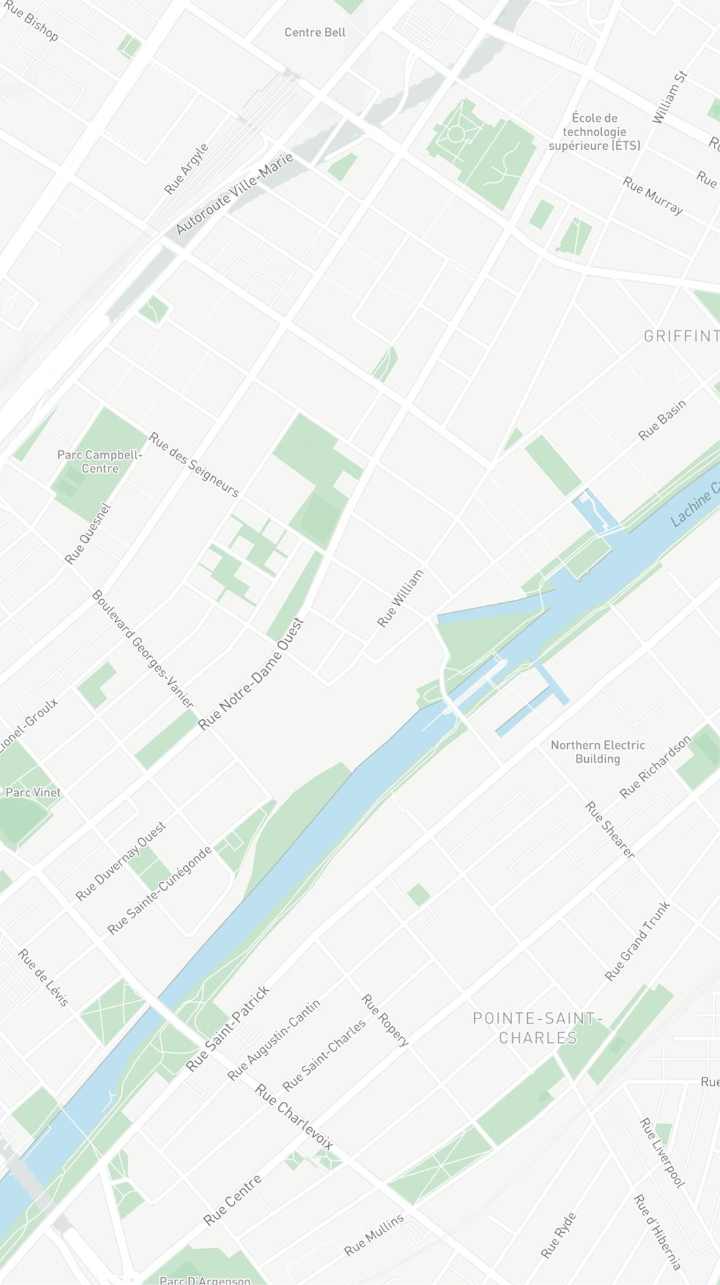 Rue Bishop
Centre Bell
William St
École de
technologie
supérieure (ÉTS)
Rue Argyle
Autoroute Ville-Marie
Rue Murray
Rue
GRIFFINT
Rue Basin
Parc Campbell-
Centre
Rue des Seigneurs
Lachine C
Rue Quesnel
Rue William
Boulevard Georges-Vanier
Rue Notre-Dame Ouest
Lionel-Groulx
Northern Electric
Building
Rue Richardson
Parc Vinet
Rue Shearer
Rue Duvernay Ouest
Rue Sainte-Cunégonde
Rue Grand Trunk
Rue de Lévis
Rue Saint-Patrick
Rue Ropery
POINTE-SAINT-
CHARLES
Rue Augustin-Cantin
Rue Saint-Charles
Rue
Rue Charlevoix
Rue Liverpool
Rue Centre
Rue Mullins
Rue Ryde
Rue d'Hibernia
Parc D'Argenson